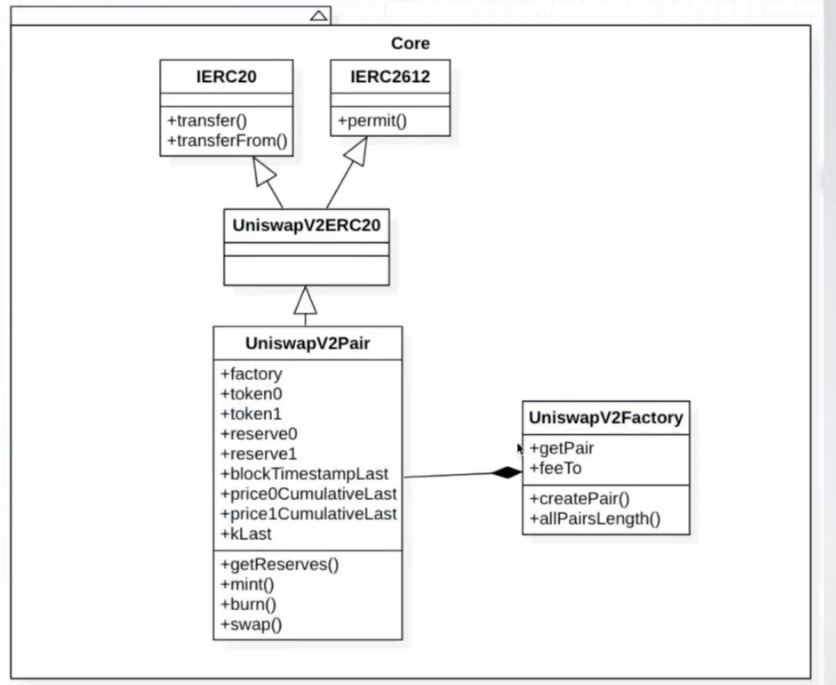 Core
IERC20
+transfer()
+transferFrom()
IERC2612
+permit()
UniswapV2ERC20
UniswapV2Pair
+factory
+token0
+token1
+reserve0
+reserve1
+blockTimestampLast
+price0CumulativeLast
+price1CumulativeLast
+kLast
+getReserves()
+mint()
+burn()
+swap()
UniswapV2Factory
+getPair
+feeTo
+createPair()
+allPairsLength()